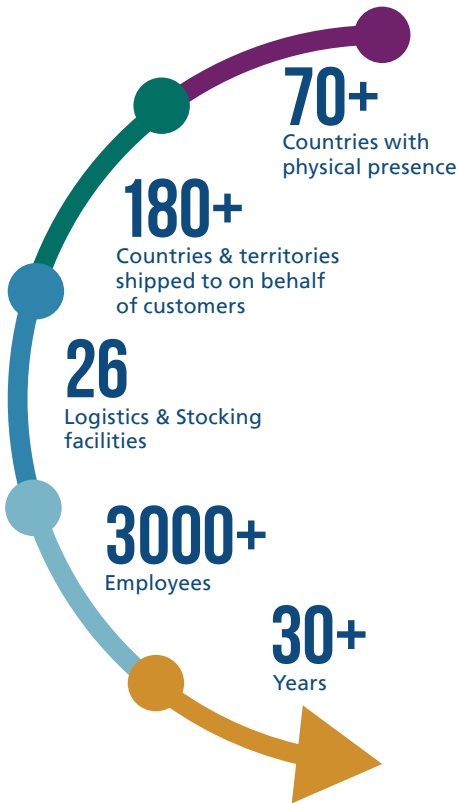 70+
Countries with
physical presence
180+
Countries & territories
shipped to on behalf
of customers
26
Logistics & Stocking
facilities
3000+
Employees
30+
Years